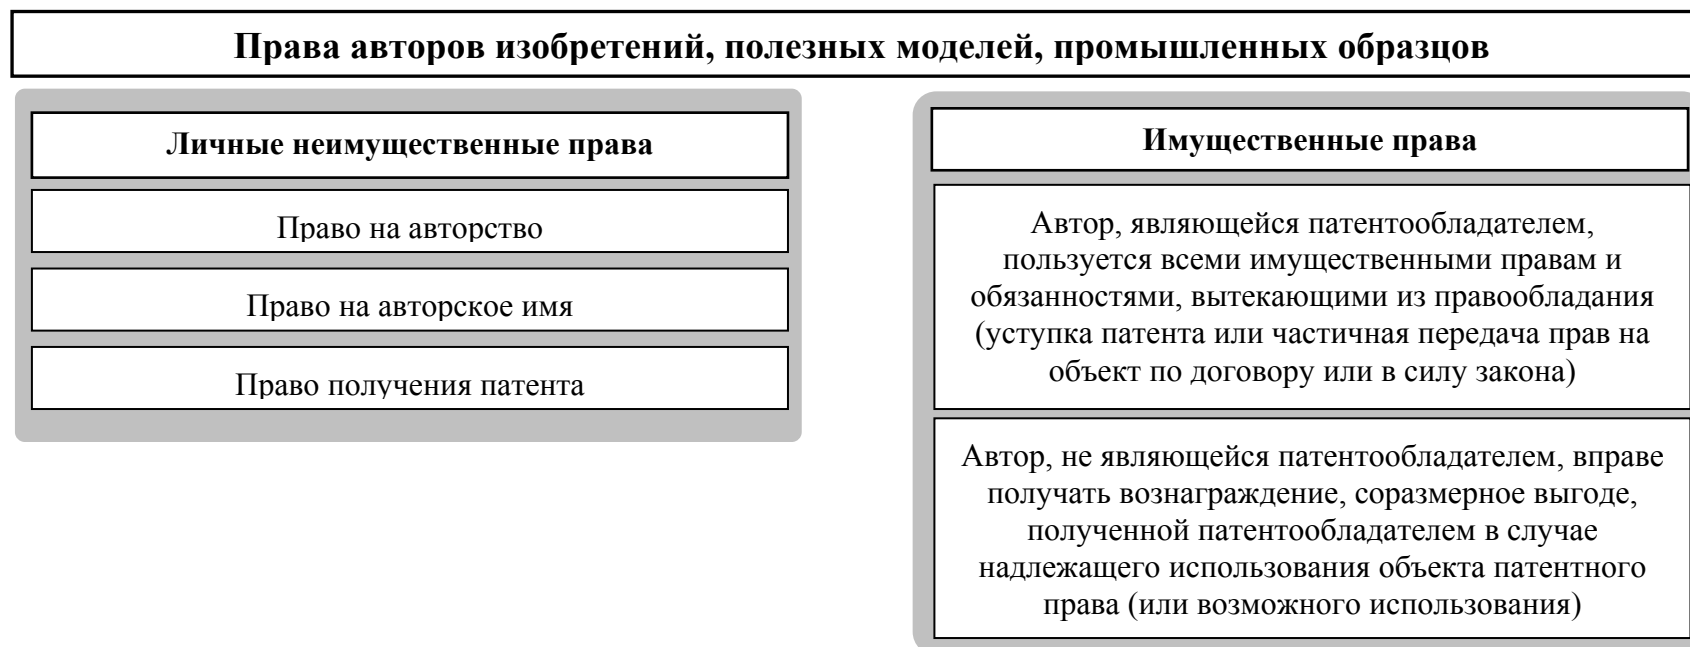 Права авторов изобретений, полезных моделей, промышленных образцов
Личные неимущественные права
Право на авторство
Право на авторское имя
Право получения патента
Имущественные права
Автор, являющейся патентообладателем,
пользуется всеми имущественными правам и
обязанностями, вытекающими из правообладания
(уступка патента или частичная передача прав на
объект по договору или в силу закона)
Автор, не являющейся патентообладателем, вправе
получать вознаграждение, соразмерное выгоде,
полученной патентообладателем в случае
надлежащего использования объекта патентного
права (или возможного использования)